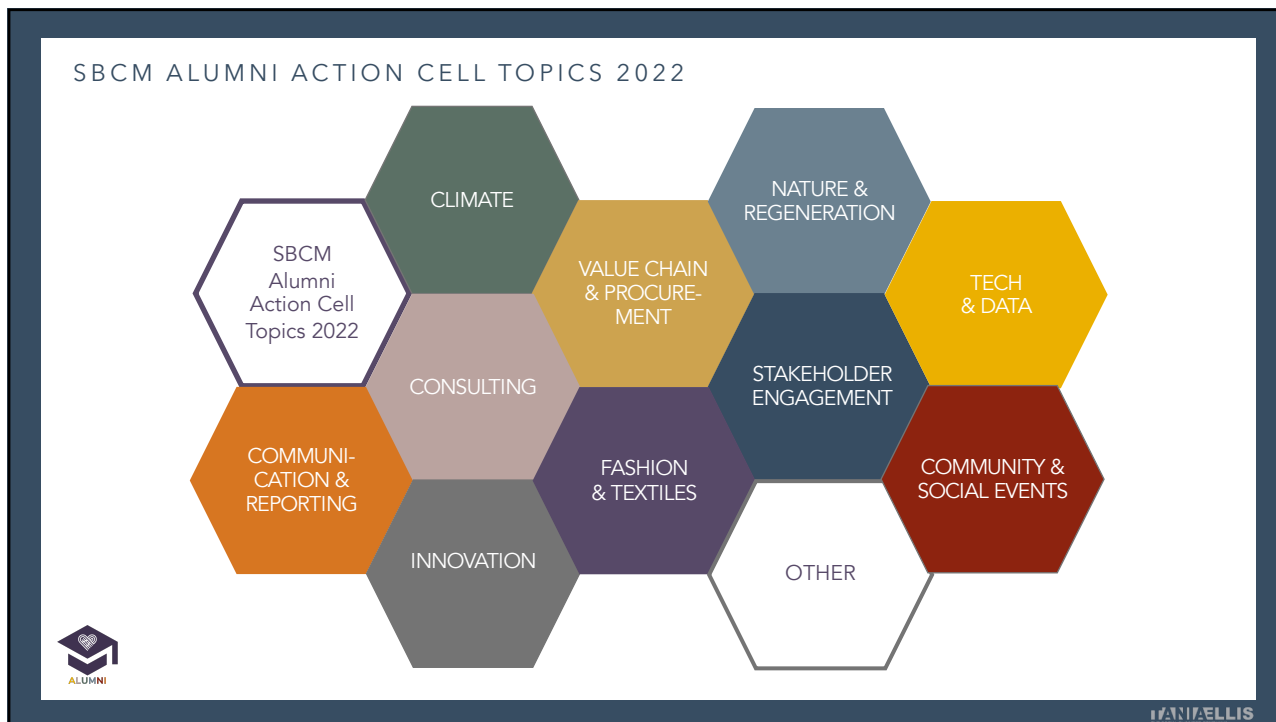 SBCM ALUMNI ACTION CELL TOPICS 2022
CLIMATE
NATURE &
REGENERATION
SBCM
Alumni
Action Cell
Topics 2022
VALUE CHAIN
& PROCURE-
MENT
TECH
& DATA
CONSULTING
STAKEHOLDER
ENGAGEMENT
COMMUNI-
CATION &
REPORTING
FASHION
& TEXTILES
COMMUNITY &
SOCIAL EVENTS
INNOVATION
OTHER
ALUMNI
TANIAELLIS